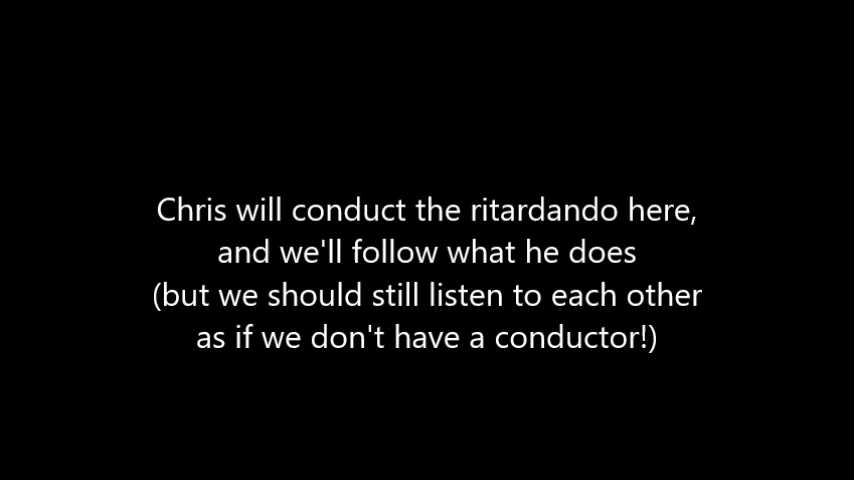 Chris will conduct the ritardando here,
and we'll follow what he does
(but we should still listen to each other
as if we don't have a conductor!)